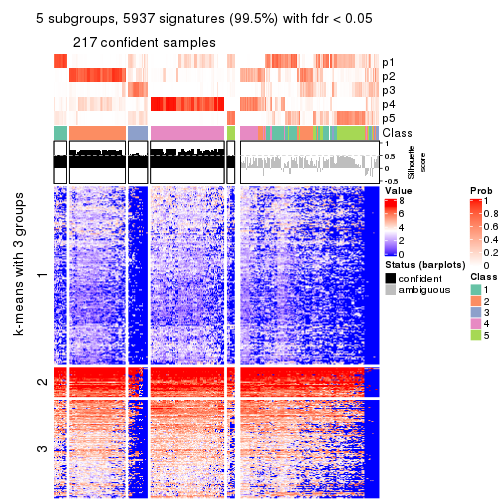 5 subgroups, 5937 signatures (99.5%) with fdr < 0.05
217 confident samples
p1
p2
p3
p4
p5
Class
1
0.5
0
-0.5
Silhouette
score
k-means with 3 groups
1
2
3
Value
8
6
4
2
0
Status (barplots)
confident
ambiguous
Prob
1
0.8
0.6
0.4
0.2
0
Class
1
2
3
4
5